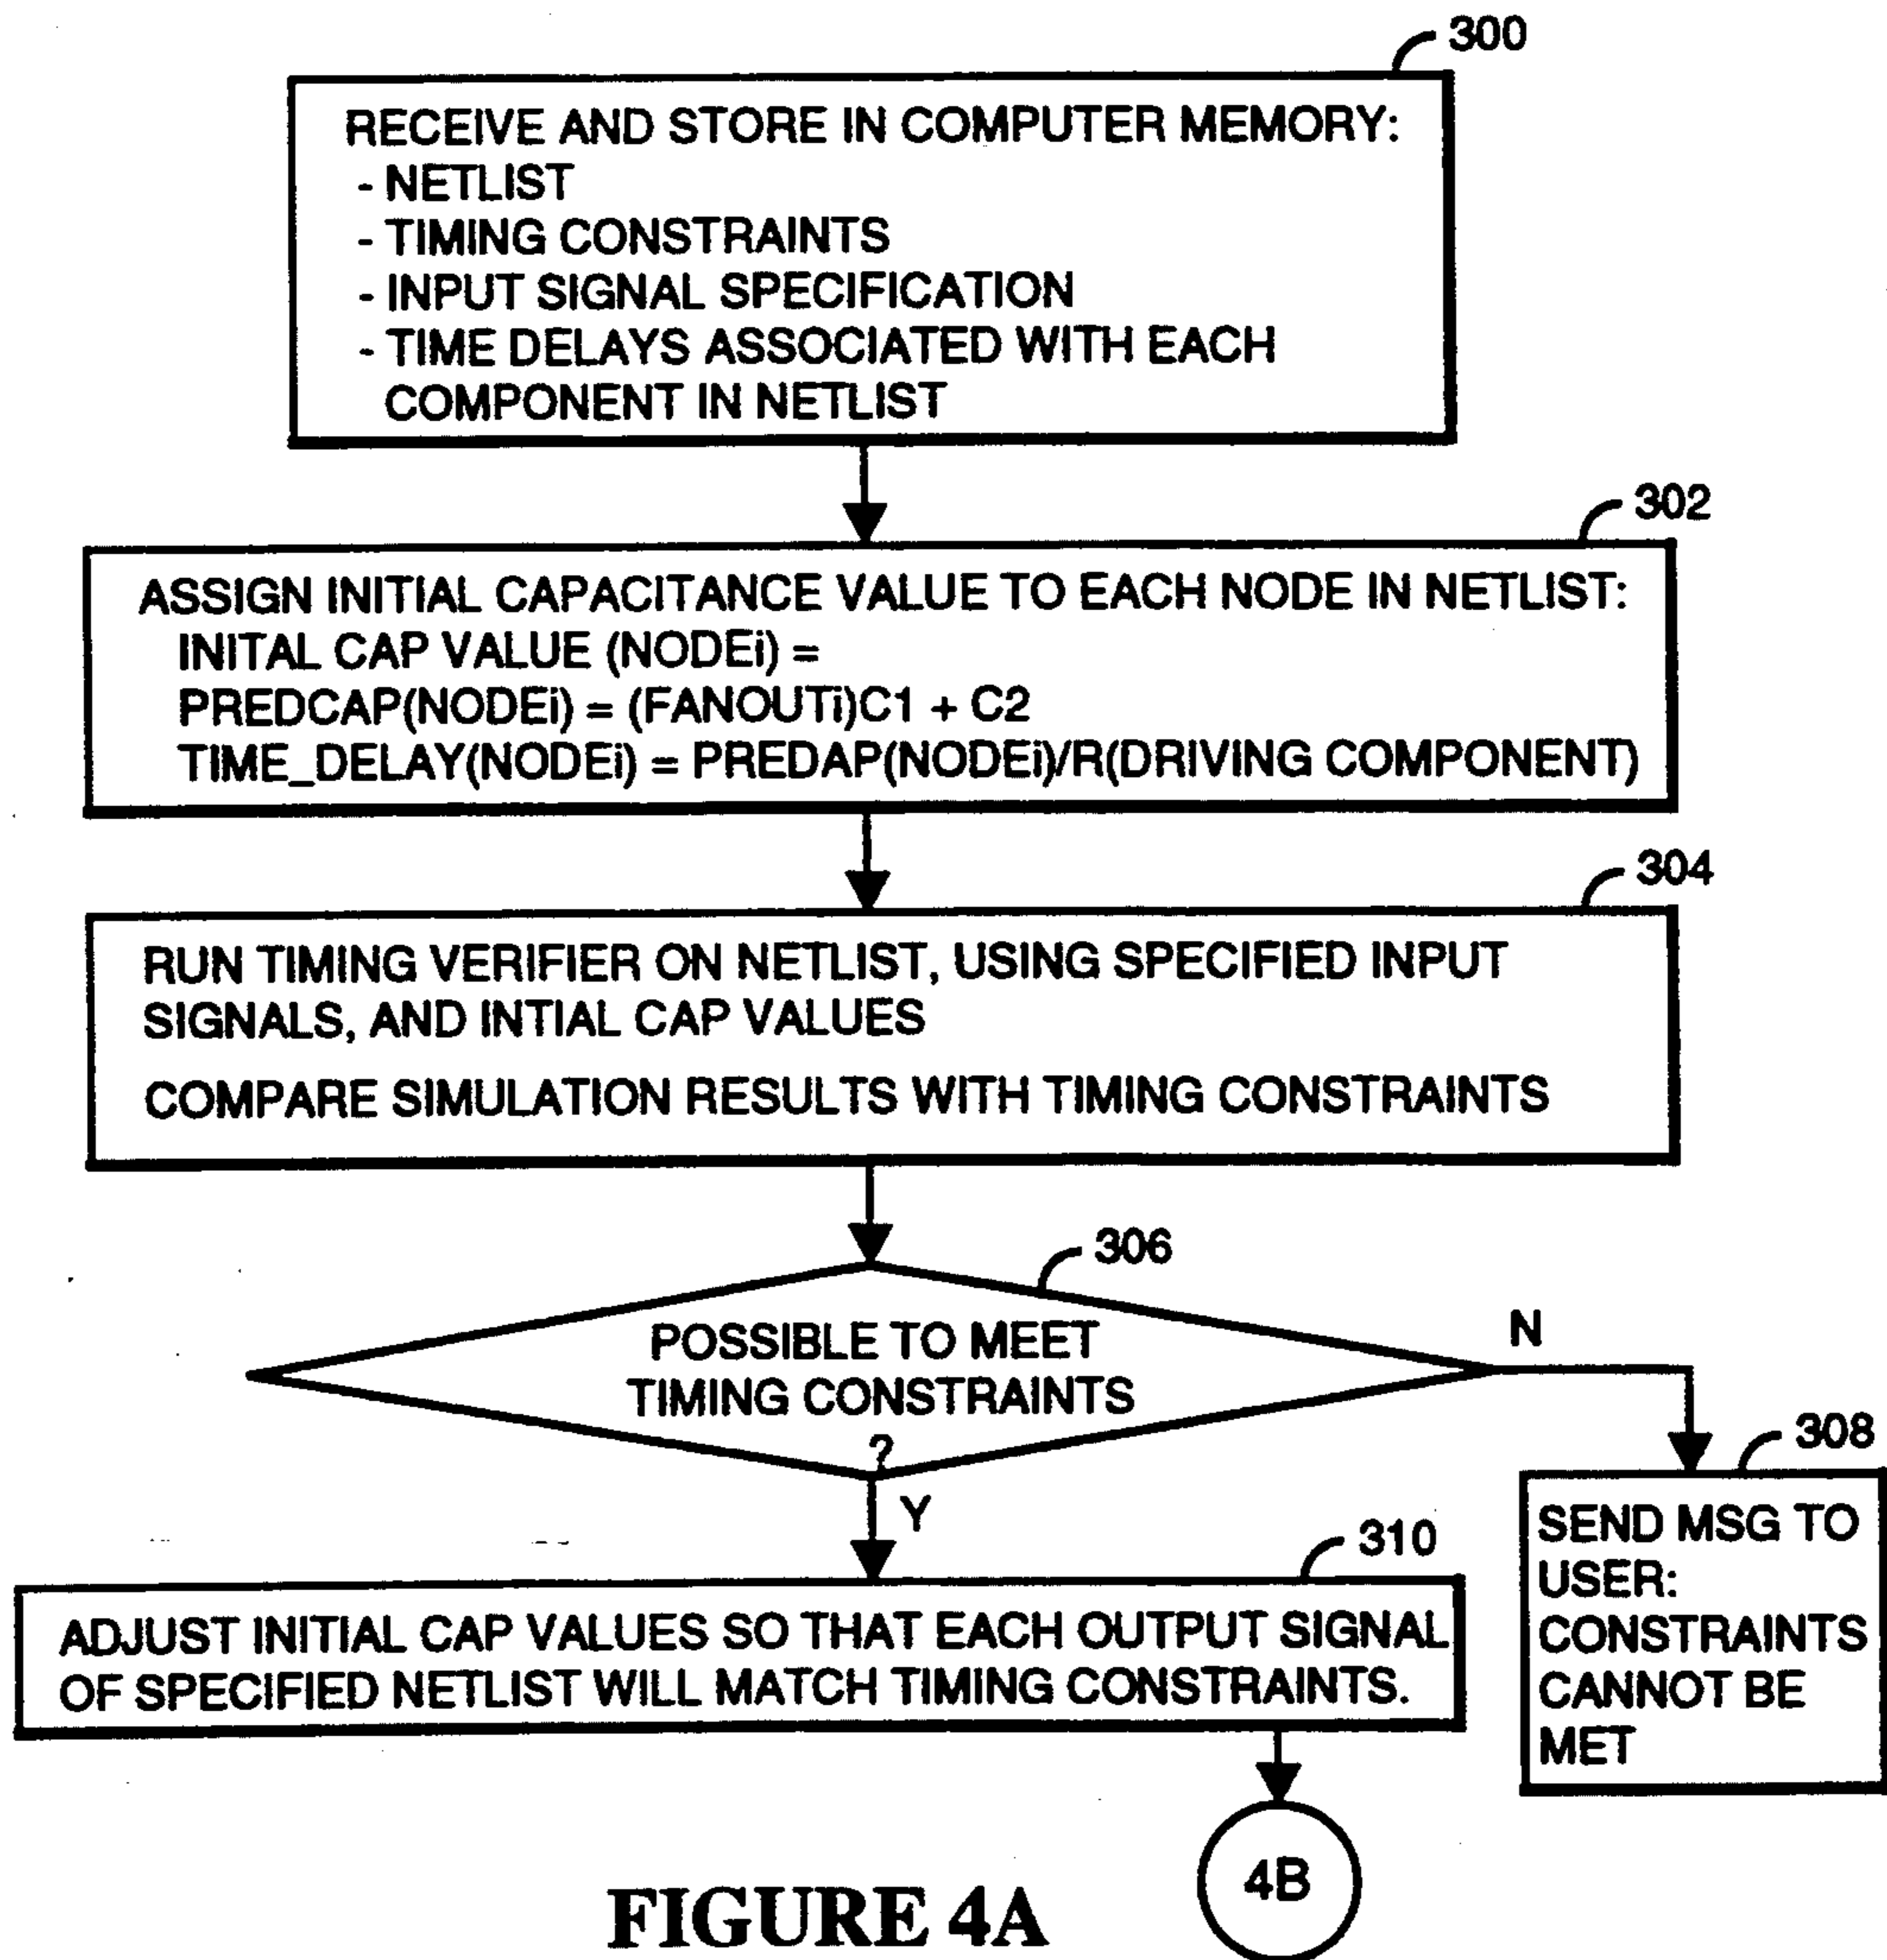 300
RECEIVE AND STORE IN COMPUTER MEMORY:
- NETLIST
- TIMING CONSTRAINTS
- INPUT SIGNAL SPECIFICATION
- TIME DELAYS ASSOCIATED WITH EACH
COMPONENT IN NETLIST
302
ASSIGN INITIAL CAPACITANCE VALUE TO EACH NODE IN NETLIST:
INITAL CAP VALUE (NODEi) =
PREDCAP(NODEi) = (FANOUTi)C1 + C2
TIME_DELAY(NODEi) = PREDAP(NODEi)/R(DRIVING COMPONENT)
304
RUN TIMING VERIFIER ON NETLIST, USING SPECIFIED INPUT
SIGNALS, AND INTIAL CAP VALUES
COMPARE SIMULATION RESULTS WITH TIMING CONSTRAINTS
306
POSSIBLE TO MEET
TIMING CONSTRAINTS
?
N
Y
308
SEND MSG TO
USER:
CONSTRAINTS
CANNOT BE
MET
310
ADJUST INITIAL CAP VALUES SO THAT EACH OUTPUT SIGNAL
OF SPECIFIED NETLIST WILL MATCH TIMING CONSTRAINTS.
4B
FIGURE 4A